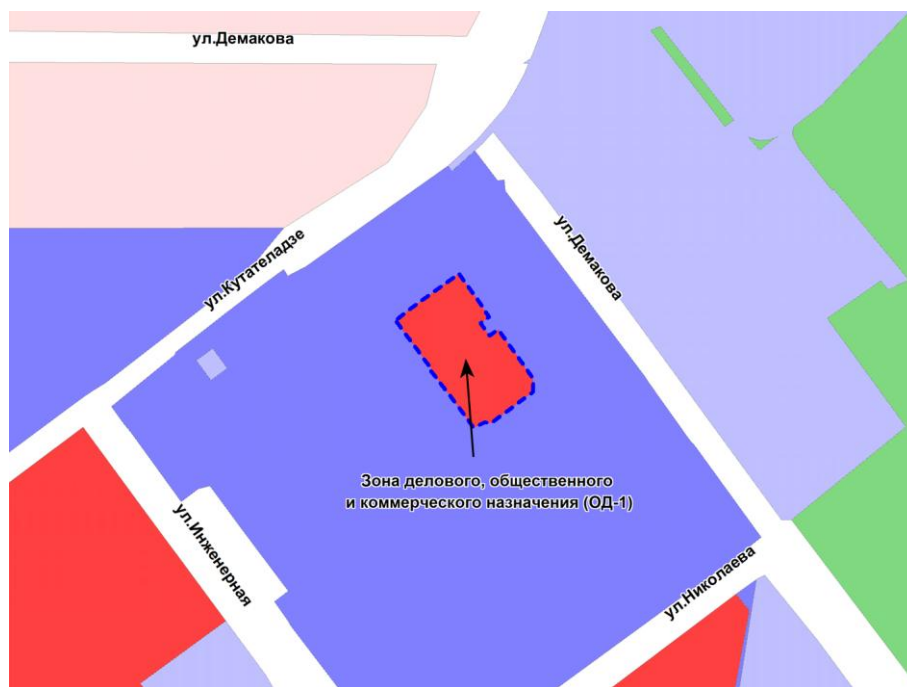 ул.Демакова
ул.Кутателадзе
ул.Демакова
Зона делового, общественного
и коммерческого назначения (ОД-1)
ул.Инженерная
ул.Николаева